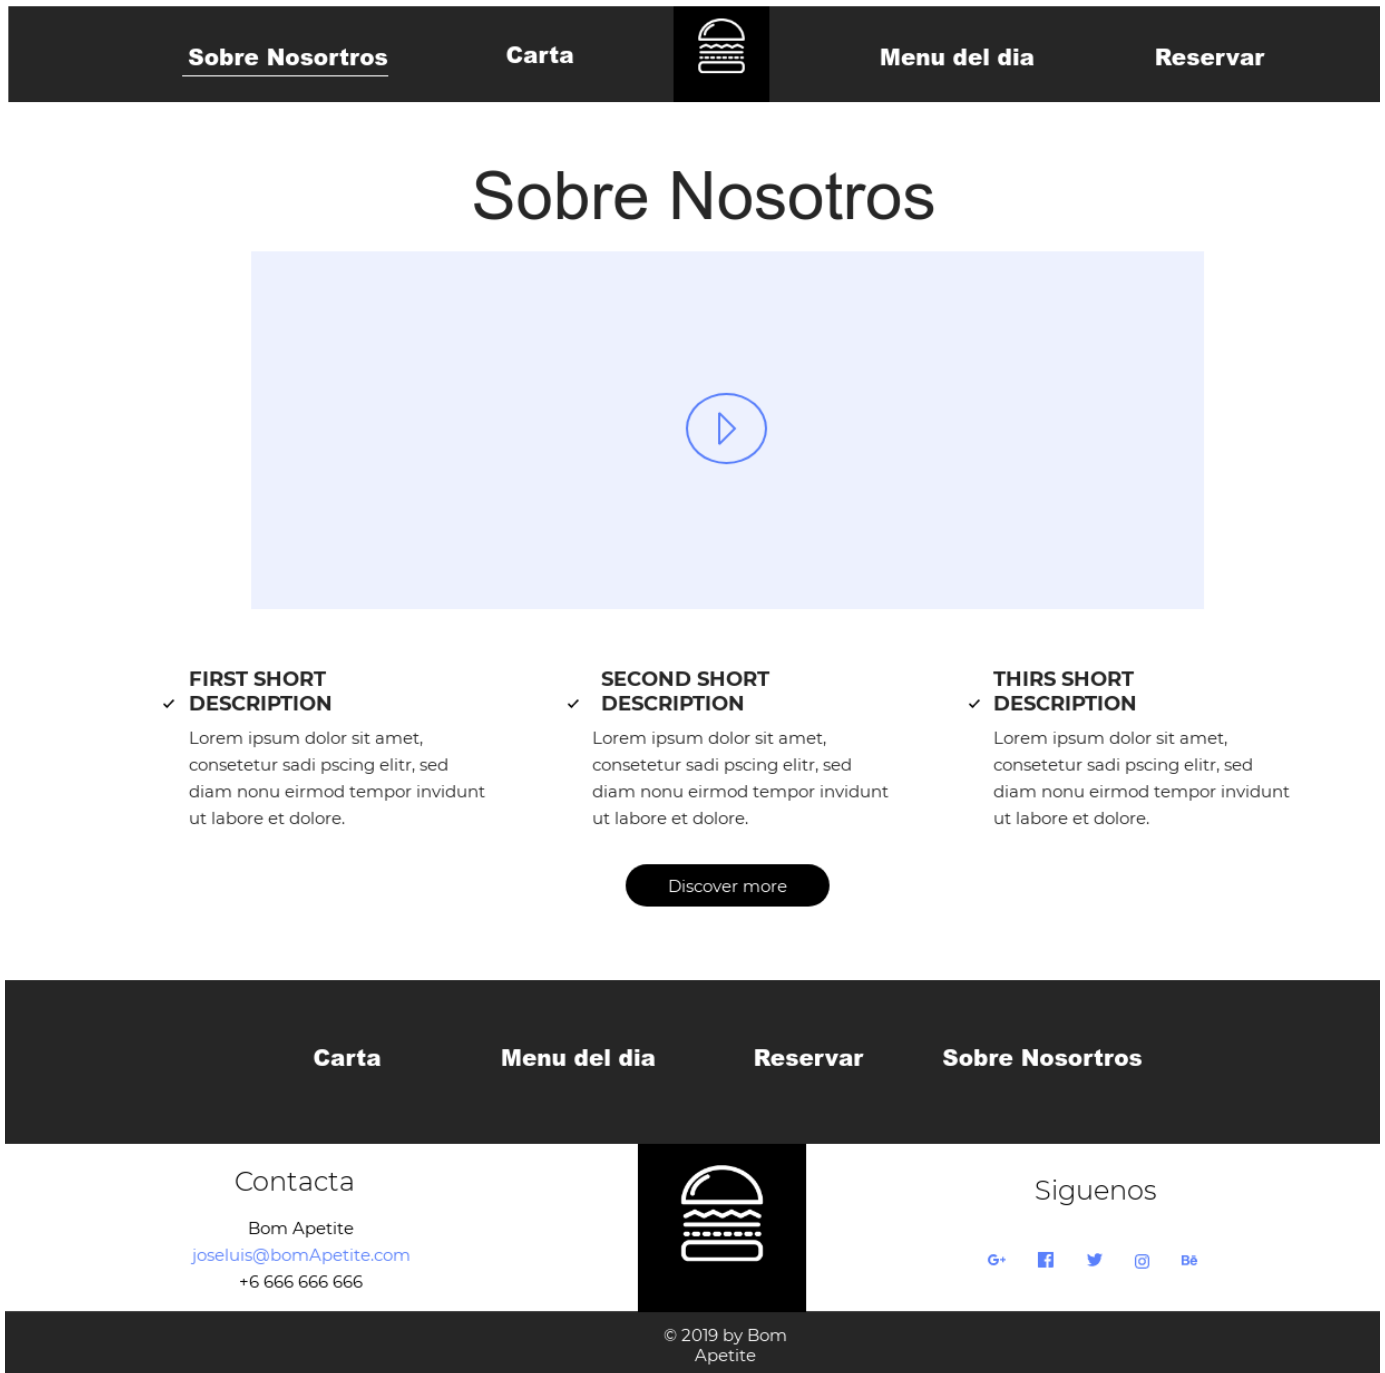 Sobre Nosortros
Carta
Menu del dia
Reservar
Sobre Nosotros
FIRST SHORT
DESCRIPTION
Lorem ipsum dolor sit amet,
consetetur sadi pscing elitr, sed
diam nonu eirmod tempor invidunt
ut labore et dolore.
SECOND SHORT
DESCRIPTION
Lorem ipsum dolor sit amet,
consetetur sadi pscing elitr, sed
diam nonu eirmod tempor invidunt
ut labore et dolore.
THIRS SHORT
DESCRIPTION
Lorem ipsum dolor sit amet,
consetetur sadi pscing elitr, sed
diam nonu eirmod tempor invidunt
ut labore et dolore.
Discover more
Carta
Menu del dia
Reservar
Sobre Nosortros
Contacta
Bom Apetite
joseluis@bomApetite.com
+6 666 666 666
Siguenos
G+
Bē
© 2019 by Bom
Apetite